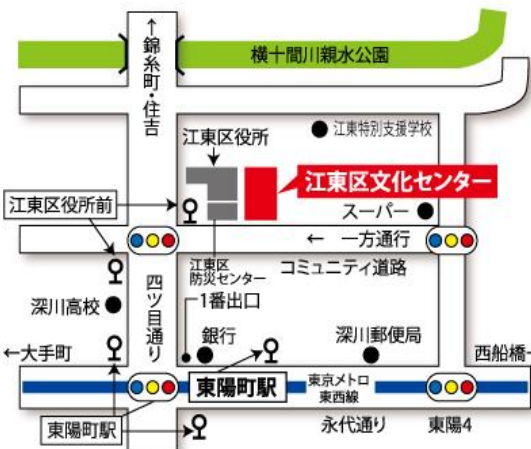 ←錦糸町・住吉
横十間川親水公園
江東区役所
江東特別支援学校
江東区文化センター
江東区役所前
スーパー
← 一方通行
江東区
防災センター
コミュニティ道路
四ツ目通り
1番出口
深川高校
銀行
深川郵便局
←大手町
西船橋→
東陽町駅
東京メトロ
東西線
東陽町駅
永代通り
東陽4